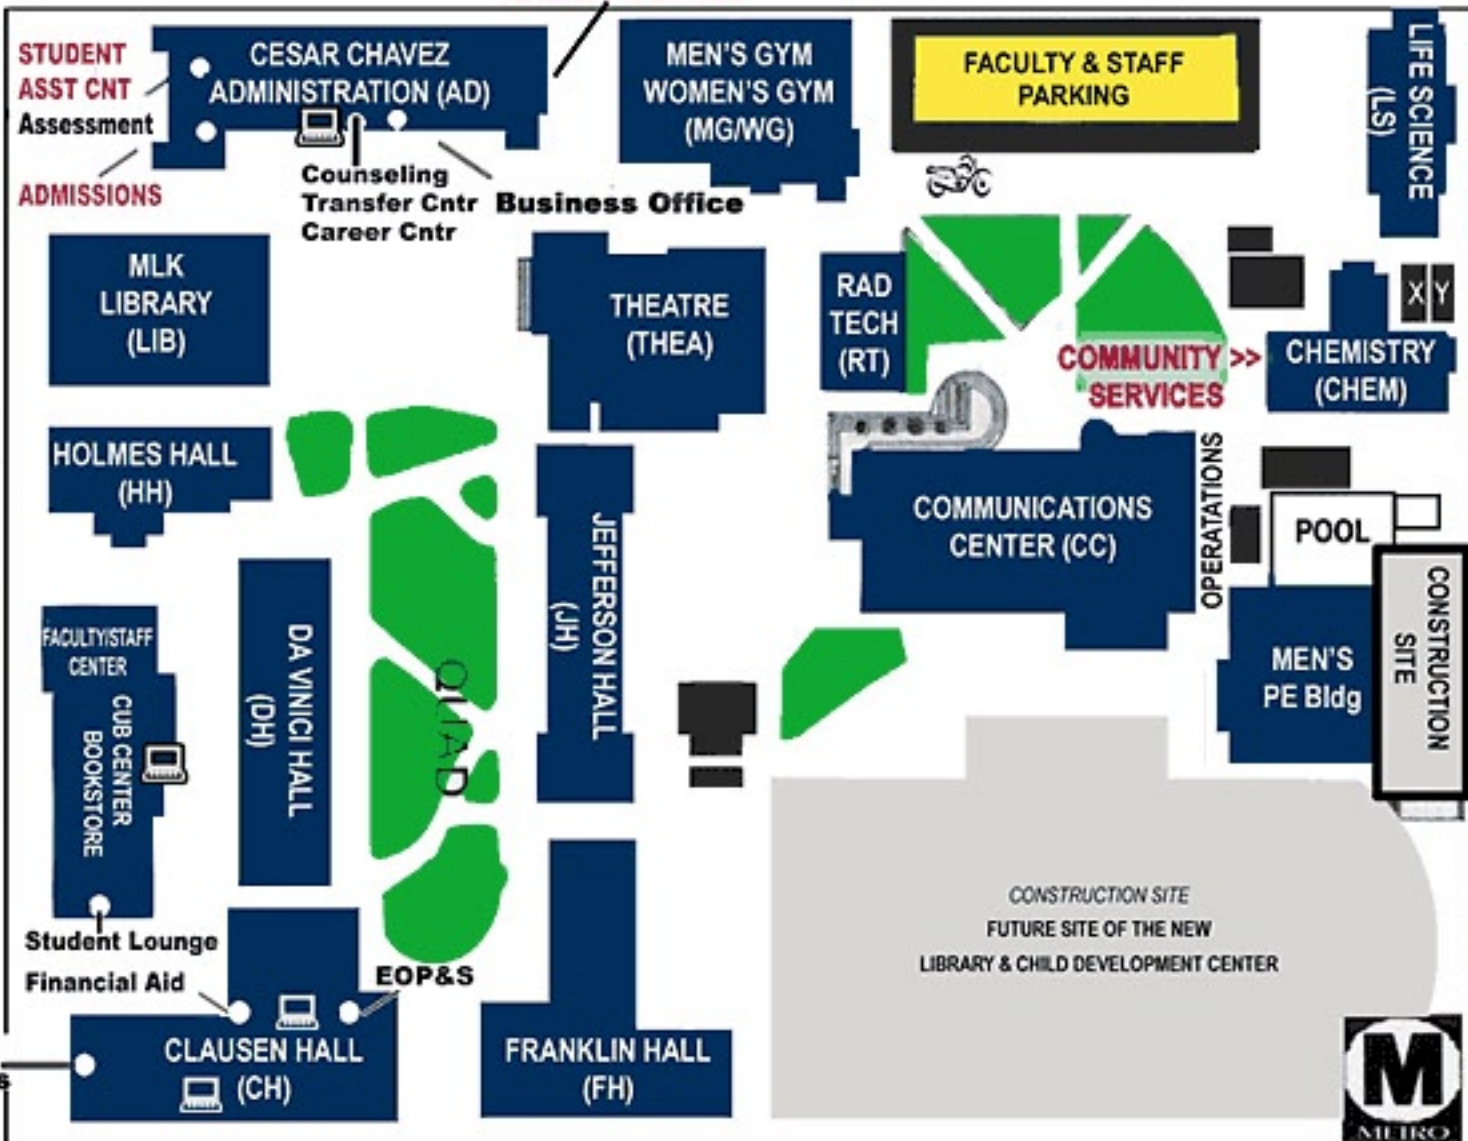 STUDENT
ASST CNT
Assessment
ADMISSIONS
CESAR CHAVEZ
ADMINISTRATION (AD)
Counseling
Transfer Cntr
Career Cntr
Business Office
MEN'S GYM
WOMEN'S GYM
(MG/WG)
FACULTY & STAFF
PARKING
LIFE SCIENCE
(LS)
MLK
LIBRARY
(LIB)
THEATRE
(THEA)
RAD
TECH
(RT)
COMMUNITY >>
SERVICES
X Y
CHEMISTRY
(CHEM)
HOLMES HALL
(HH)
JEFFERSON HALL
(JH)
COMMUNICATIONS
CENTER (CC)
OPERATATIONS
POOL
CONSTRUCTION
SITE
MEN'S
PE Bldg
FACULTY/STAFF
CENTER
CUB CENTER
BOOKSTORE
DA VINICI HALL
(DH)
QUAD
Student Lounge
Financial Aid
EOP&S
CLAUSEN HALL
(CH)
s
FRANKLIN HALL
(FH)
CONSTRUCTION SITE
FUTURE SITE OF THE NEW
LIBRARY & CHILD DEVELOPMENT CENTER
M
METRO